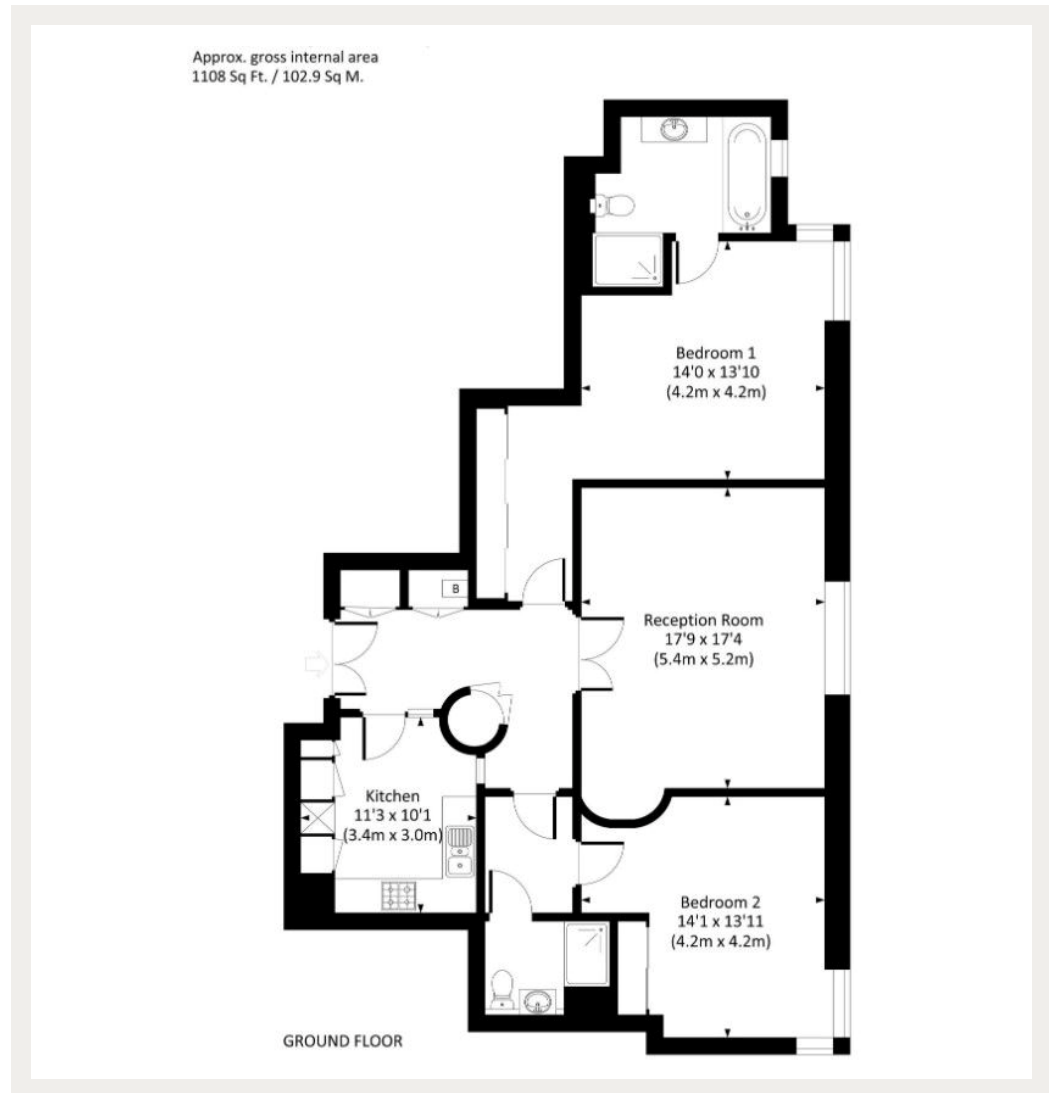 Approx. gross internal area
1108 Sq Ft. / 102.9 Sq M.
Bedroom 1
14'0 x 13'10
(4.2m x 4.2m)
B
Reception Room
17'9 x 17'4
(5.4m x 5.2m)
Kitchen
11'3 x 10'1
(3.4m x 3.0m)
Bedroom 2
14'1 x 13'11
(4.2m x 4.2m)
GROUND FLOOR